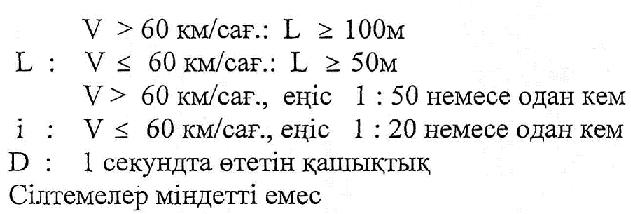 V > 60 км/сағ.: L ≥ 100м
L : V ≤ 60 км/сағ.: L ≥ 50м
V > 60 км/сағ., еңіс 1 : 50 немесе одан кем
i : V ≤ 60 км/сағ., еңіс 1 : 20 немесе одан кем
D : 1 секундта өтетін қашықтық
Сілтемелер міндетті емес